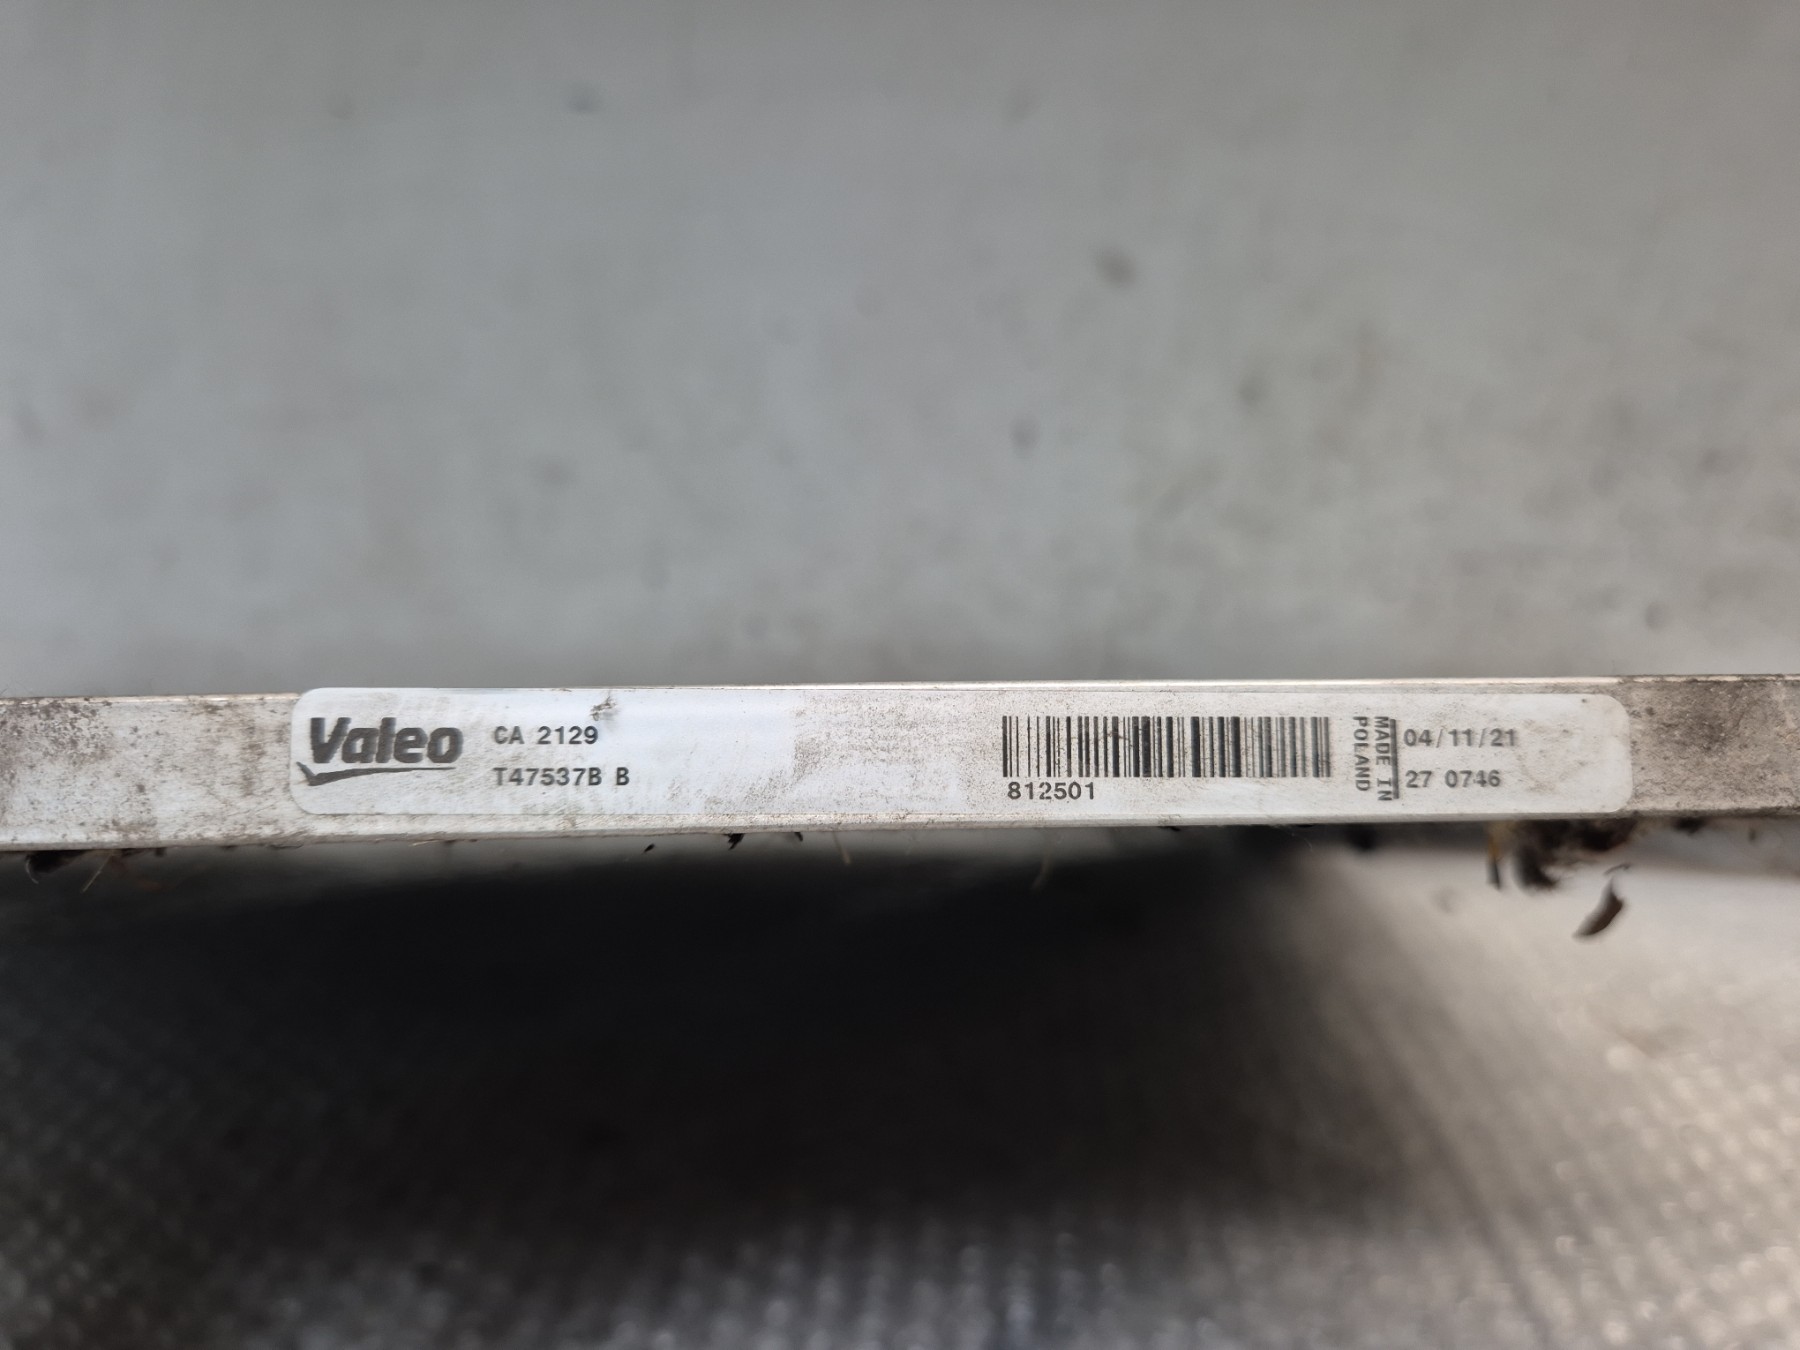 Valeo
CA 2129
T47537B B
812501
MADE IN
POLAND
04/11/21
27 0746